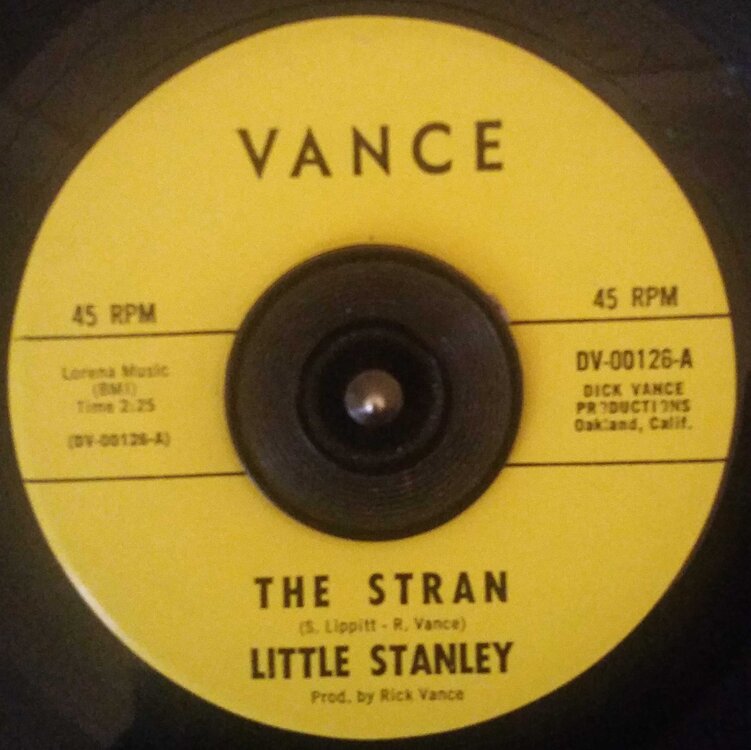 VANCE
45 RPM
Lorena Music
(BMI)
Time 2:25
(DV-00126-A)
45 RPM
DV-00126-A
DICK VANCE
PRODUCTIONS
Oakland, Calif.
THE STRAN
(S. Lippitt - R. Vance)
LITTLE STANLEY
Prod. by Rick Vance